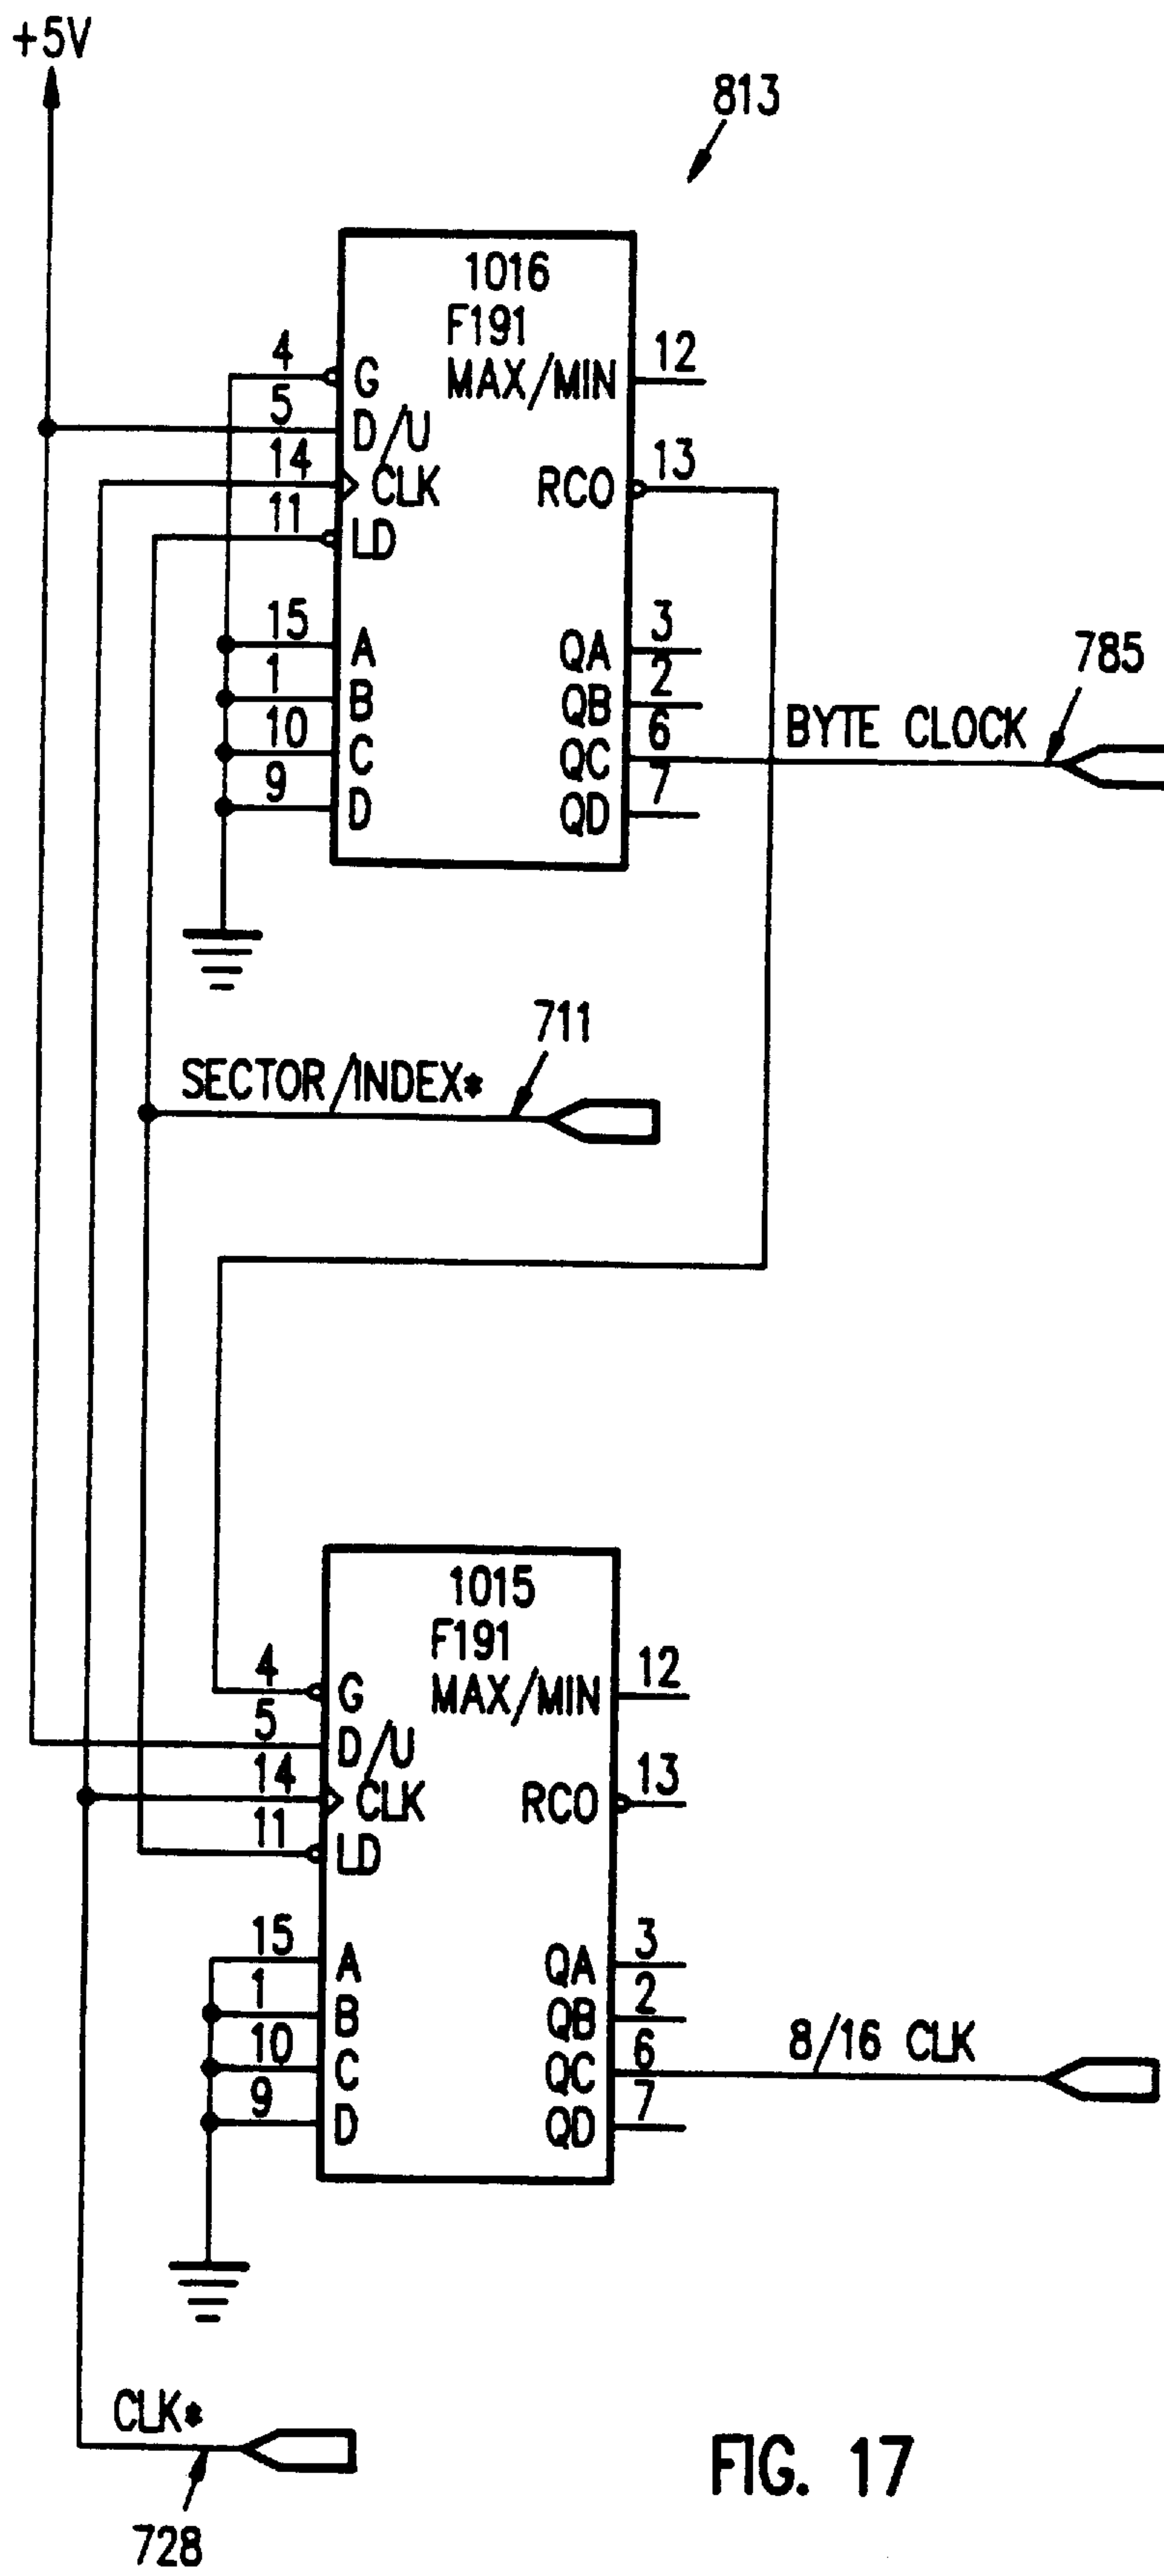 +5V
813
1016
F191
MAX/MIN
12
4
G
5
D/U
14
CLK
RCO
13
11
LD
15
A
QA
3
1
B
QB
2
10
C
QC
6
BYTE CLOCK
785
9
D
QD
7
711
SECTOR/INDEX*
1015
F191
MAX/MIN
12
4
G
5
D/U
14
CLK
RCO
13
11
LD
15
A
QA
3
1
B
QB
2
10
C
QC
6
8/16 CLK
9
D
QD
7
CLK*
728
FIG. 17